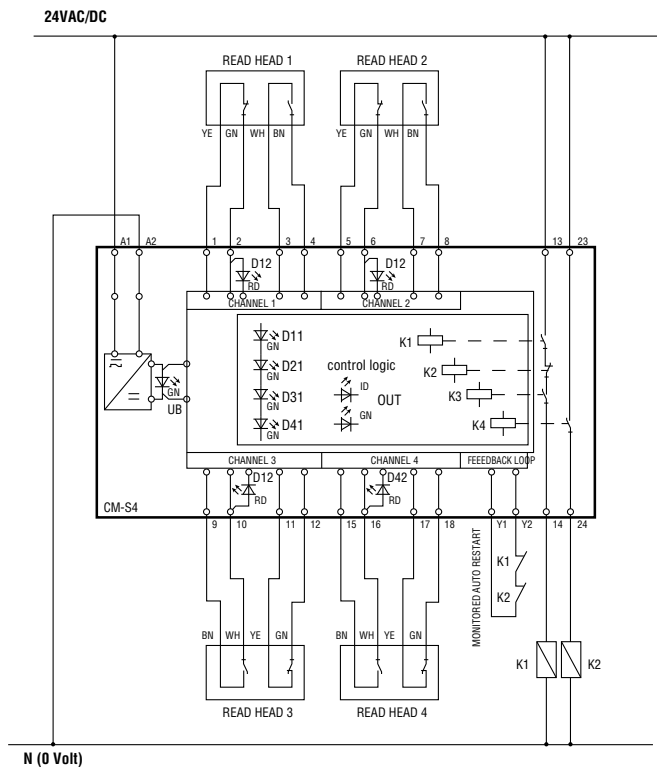 24VAC/DC
READ HEAD 1 READ HEAD 2
YE GN WH BN YE GN WH BN
A1 A2 1 2 3 4 5 6 7 8 13 23
D12 D12
RD RD
CHANNEL 1 CHANNEL 2
D11 K1
GN
D21 control logic K2
GN
D31 ID K3
GN OUT
D41 GN K4
GN
GN
UB
CHANNEL 3 CHANNEL 4 FEEEDBACK LOOP
D12 D42
RD RD
CM-S4
9 10 11 12 15 16 17 18 Y1 Y2 14 24
MONITORED AUTO RESTART
K1
K2
BN WH YE GN BN WH YE GN
K1 K2
READ HEAD 3 READ HEAD 4
N (0 Volt)